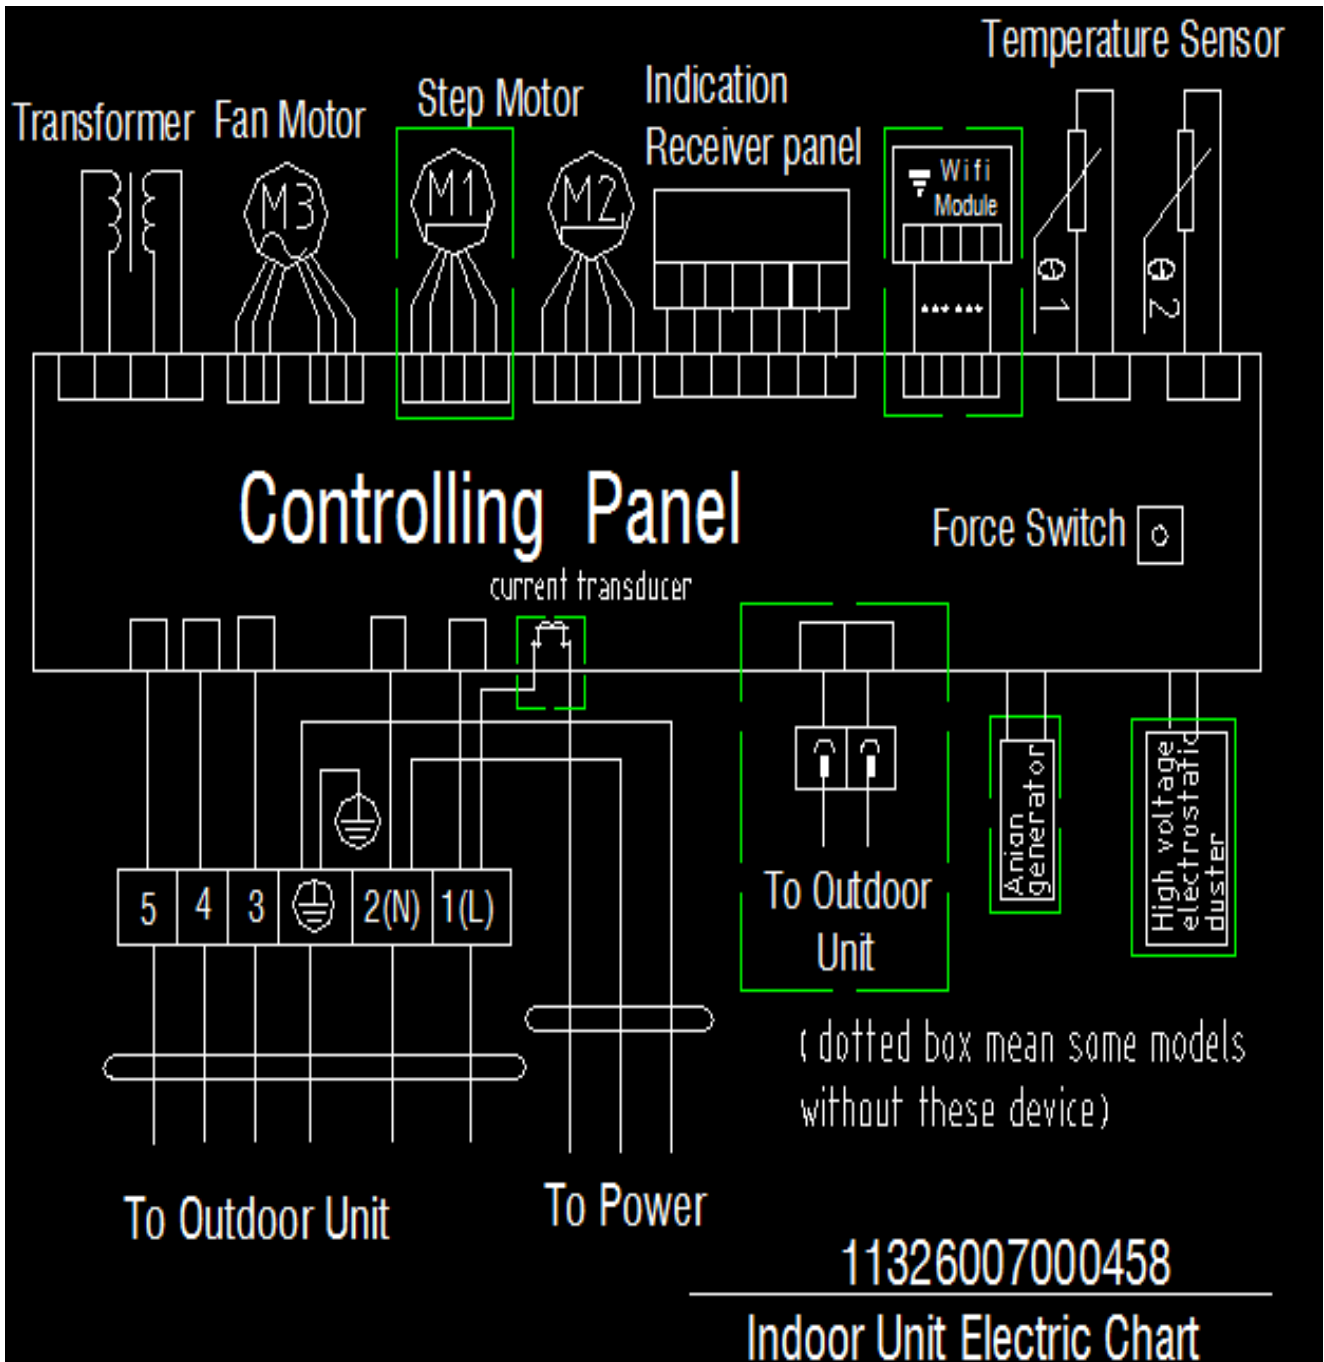 Temperature Sensor
Transformer
Fan Motor
Step Motor
Indication
Receiver panel
M3
M1
M2
Wifi
Module
θ1
θ2
Controlling Panel
Force Switch
current transducer
5
4
3
2(N)
1(L)
To Outdoor
Unit
Anian
generator
High voltage
electrostatic
duster
( dotted box mean some models
without these device)
To Outdoor Unit
To Power
11326007000458
Indoor Unit Electric Chart